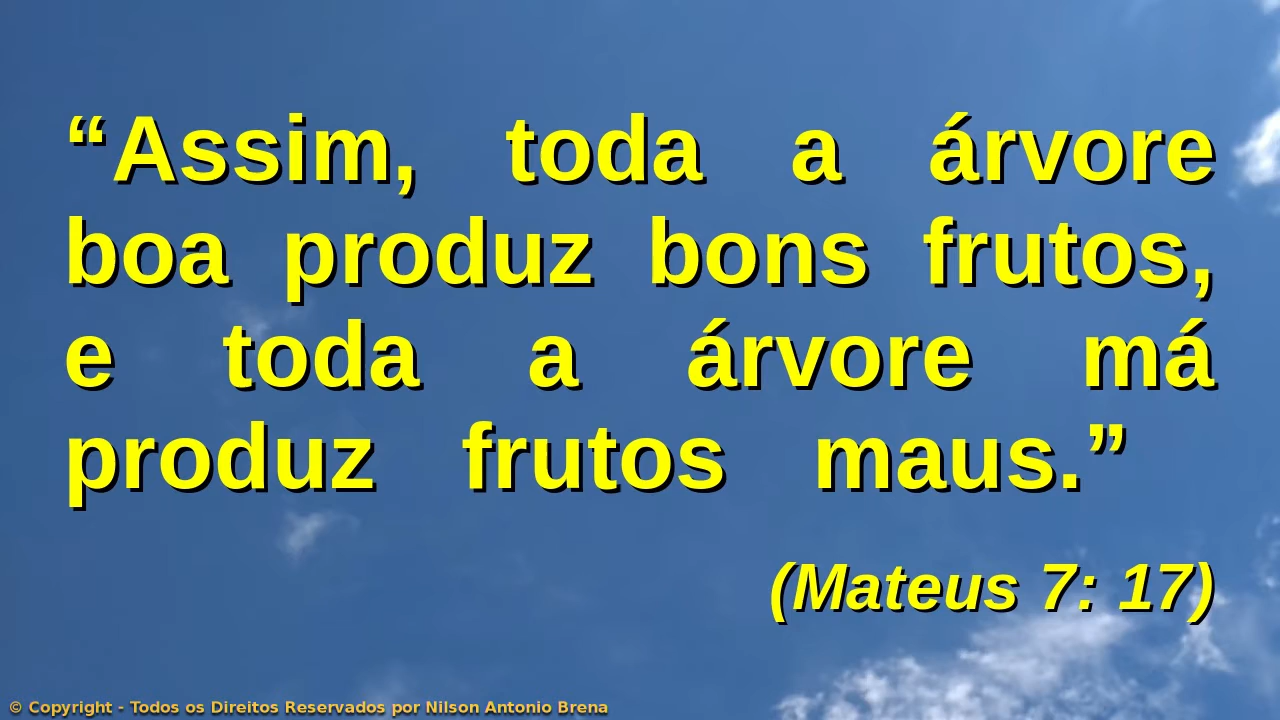 “Assim, toda a árvore
boa produz bons frutos,
e toda a árvore má
produz frutos maus.”
(Mateus 7: 17)
© Copyright - Todos os Direitos Reservados por Nilson Antonio Brena